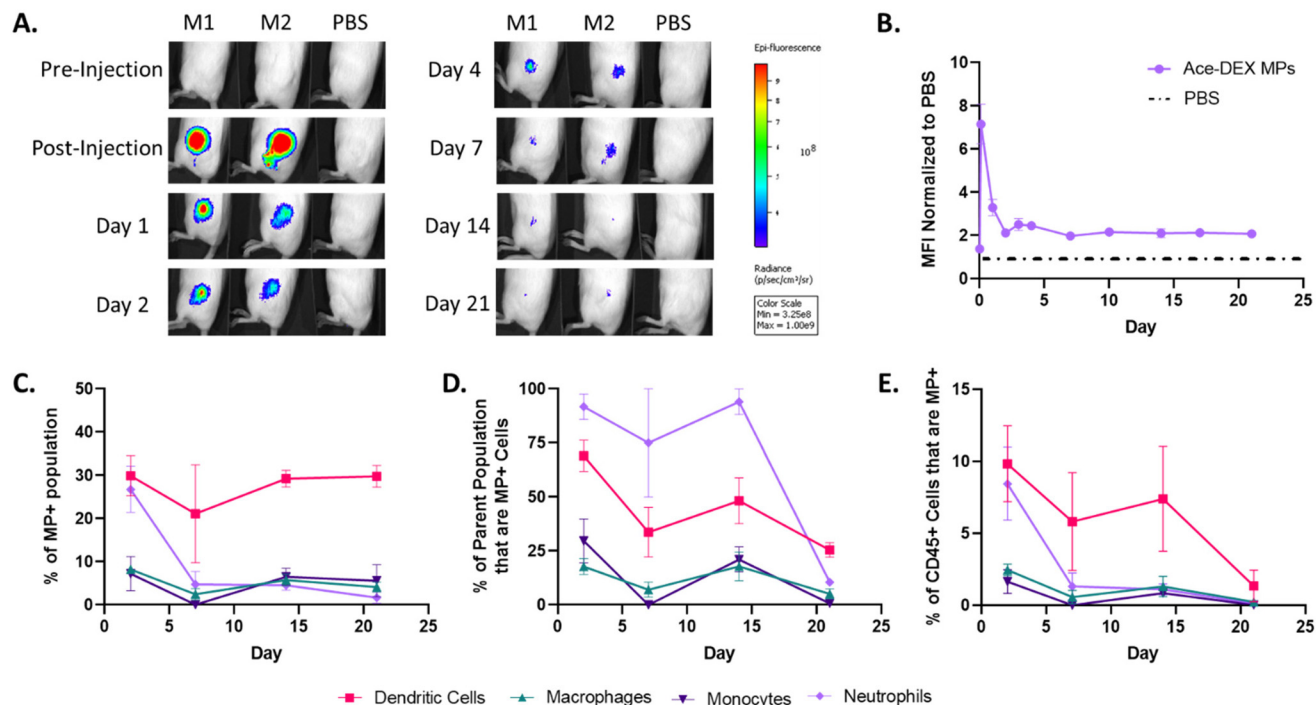 A.
M1 M2 PBS
Pre-Injection
Post-Injection
Day 1
Day 2
M1 M2 PBS
Day 4
Day 7
Day 14
Day 21
Epi-fluorescence
9
8
7
6
5
4
10⁸
Radiance
(p/sec/cm²/sr)
Color Scale
Min = 3.25e8
Max = 1.00e9
B.
MFI Normalized to PBS
10
8
6
4
2
0
0 5 10 15 20 25
Day
Ace-DEX MPs
PBS
C.
% of MP+ population
50
40
30
20
10
0
0 5 10 15 20 25
Day
D.
% of Parent Population
that are MP+ Cells
100
75
50
25
0
0 5 10 15 20 25
Day
E.
% of CD45+ Cells that are MP+
15
10
5
0
0 5 10 15 20 25
Day
Dendritic Cells Macrophages Monocytes Neutrophils